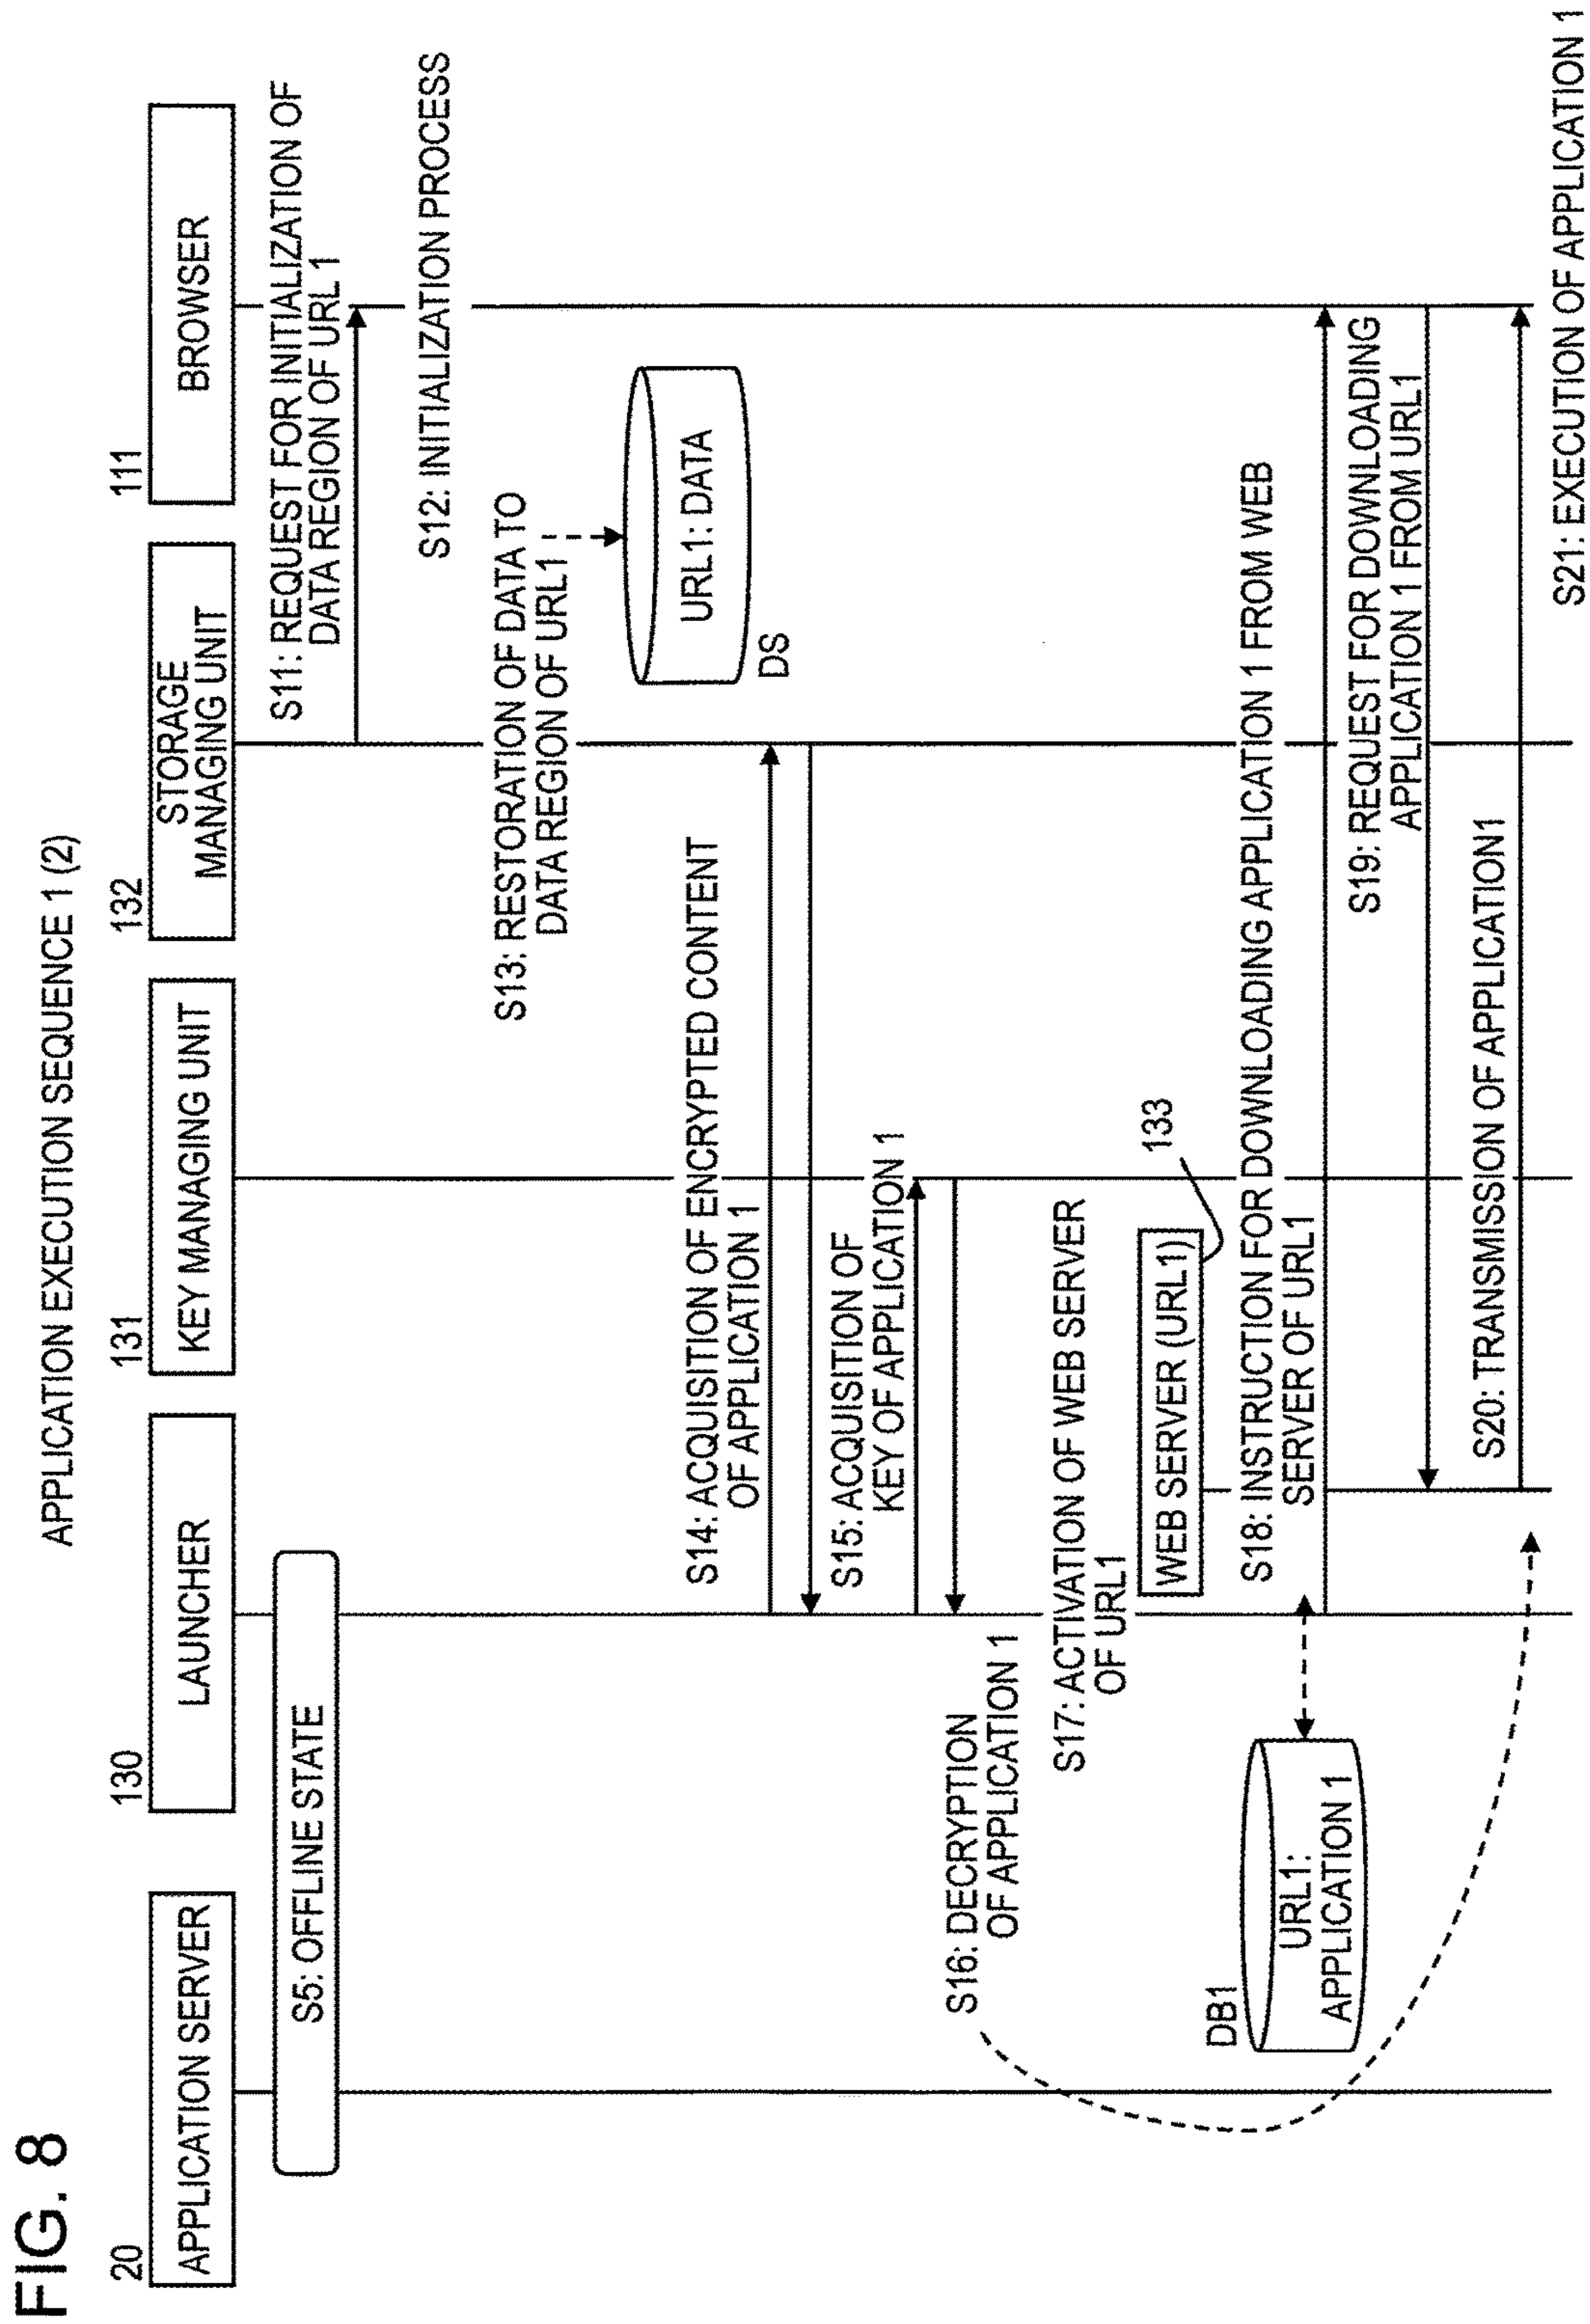 FIG. 8
APPLICATION EXECUTION SEQUENCE 1 (2)
20
APPLICATION SERVER
130
LAUNCHER
131
KEY MANAGING UNIT
132
STORAGE
MANAGING UNIT
111
BROWSER
S5: OFFLINE STATE
S11: REQUEST FOR INITIALIZATION OF
DATA REGION OF URL 1
S12: INITIALIZATION PROCESS
S13: RESTORATION OF DATA TO
DATA REGION OF URL1
URL1: DATA
DS
S14: ACQUISITION OF ENCRYPTED CONTENT
OF APPLICATION 1
S15: ACQUISITION OF
KEY OF APPLICATION 1
S16: DECRYPTION
OF APPLICATION 1
S17: ACTIVATION OF WEB SERVER
OF URL1
WEB SERVER (URL1)
133
DB1
URL1:
APPLICATION 1
S18: INSTRUCTION FOR DOWNLOADING APPLICATION 1 FROM WEB
SERVER OF URL1
S19: REQUEST FOR DOWNLOADING
APPLICATION 1 FROM URL1
S20: TRANSMISSION OF APPLICATION1
S21: EXECUTION OF APPLICATION 1